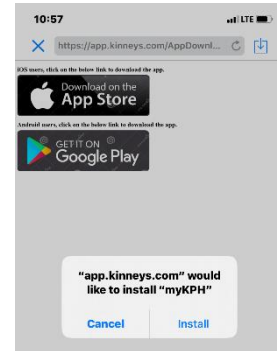 10:57
LTE
https://app.kinneys.com/AppDownl...
IOS users, click on the below link to download the app.
Download on the
App Store
Android users, click on the below link to download the app.
GET IT ON
Google Play
"app.kinneys.com" would
like to install "myKPH"
Cancel
Install